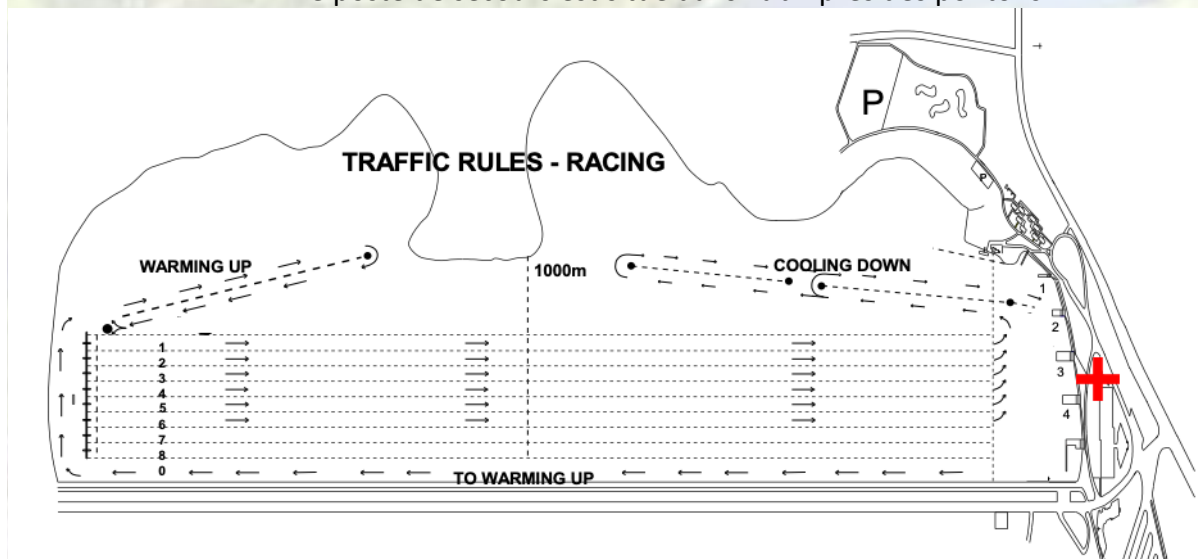 P
TRAFFIC RULES - RACING
P
WARMING UP
1000m
COOLING DOWN
1
2
3
4
1
2
3
4
5
6
7
8
0
TO WARMING UP